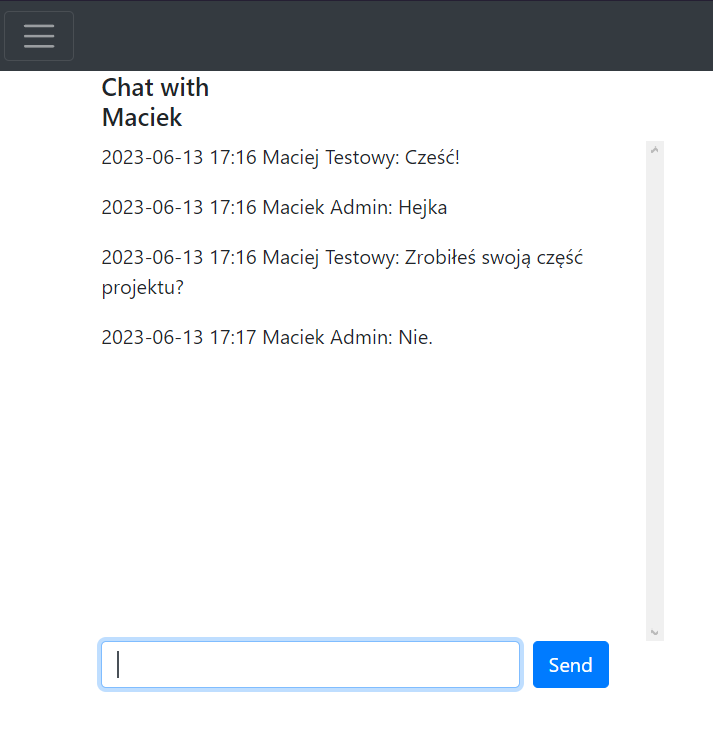 Chat with
Maciek
2023-06-13 17:16 Maciej Testowy: Cześć!
2023-06-13 17:16 Maciek Admin: Hejka
2023-06-13 17:16 Maciej Testowy: Zrobiłeś swoją część
projektu?
2023-06-13 17:17 Maciek Admin: Nie.
Send